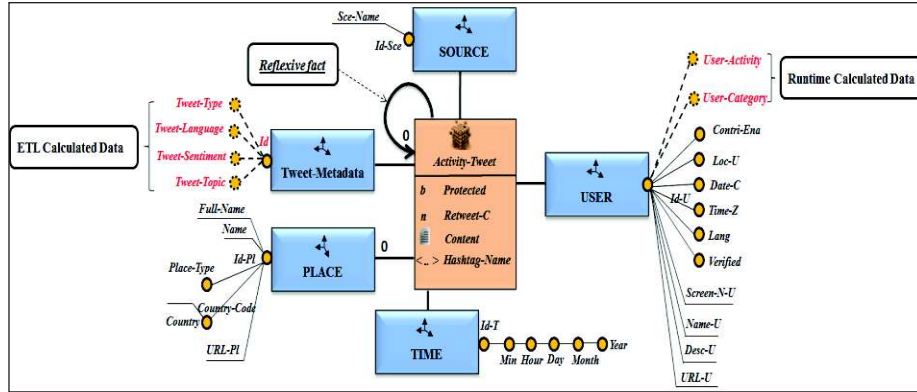 Sce-Name
Id-Sce
SOURCE
Reflexive fact
User-Activity
User-Category
Runtime Calculated Data
ETL Calculated Data
Tweet-Type
Tweet-Language
Tweet-Sentiment
Tweet-Topic
Id
Tweet-Metadata
0
Activity-Tweet
b Protected
n Retweet-C
Content
<..> Hashtag-Name
USER
Id-U
Contri-Ena
Loc-U
Date-C
Time-Z
Lang
Verified
Screen-N-U
Name-U
Desc-U
URL-U
Full-Name
Name
Id-Pl
Place-Type
Country-Code
Country
URL-Pl
PLACE
0
TIME
Id-T
Min Hour Day Month Year